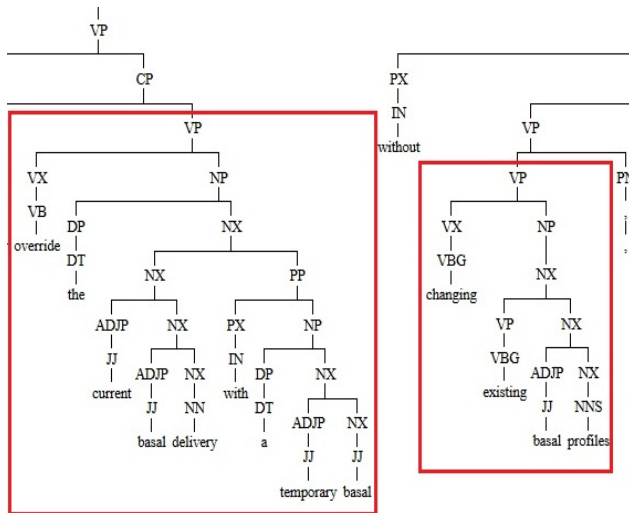 VP
CP PX
IN
VP VP
without
VX NP VP PN
VB ,
DP NX VX NP
override ,
DT VBG
NX PP NX
the changing
ADJP NX PX NP VP NX
JJ IN VBG
ADJP NX DP NX ADJP NX
current with existing
JJ NN DT JJ NNS
ADJP NX
basal delivery a basal profiles
JJ JJ
temporary basal